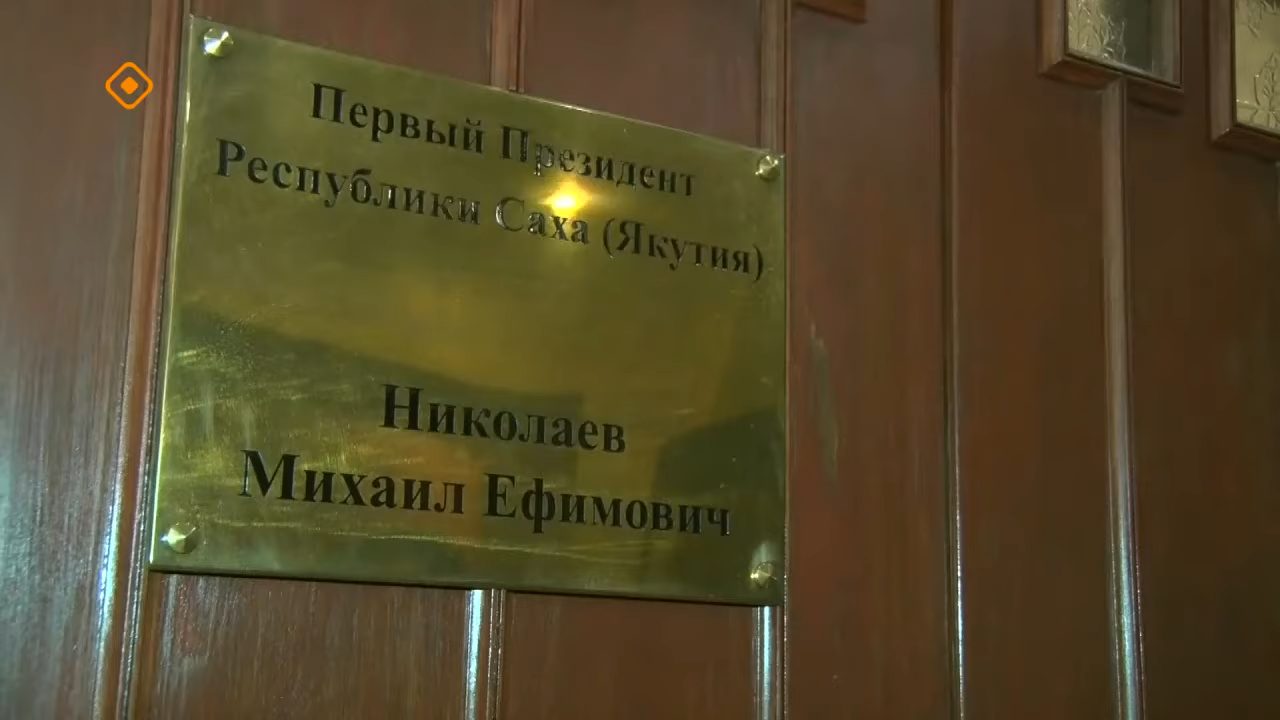 Первый Президент
Республики Саха (Якутия)
Николаев
Михаил Ефимович